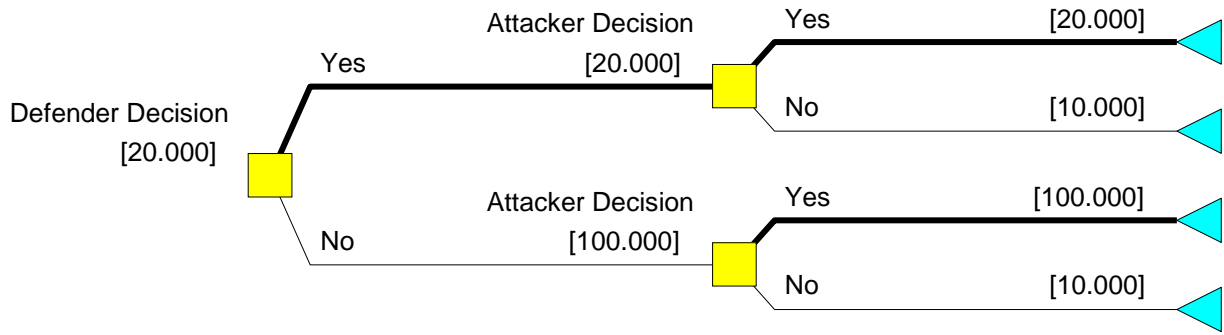 Attacker Decision
Yes
[20.000]
Yes
[20.000]
No
[10.000]
Defender Decision
[20.000]
Attacker Decision
Yes
[100.000]
No
[100.000]
No
[10.000]